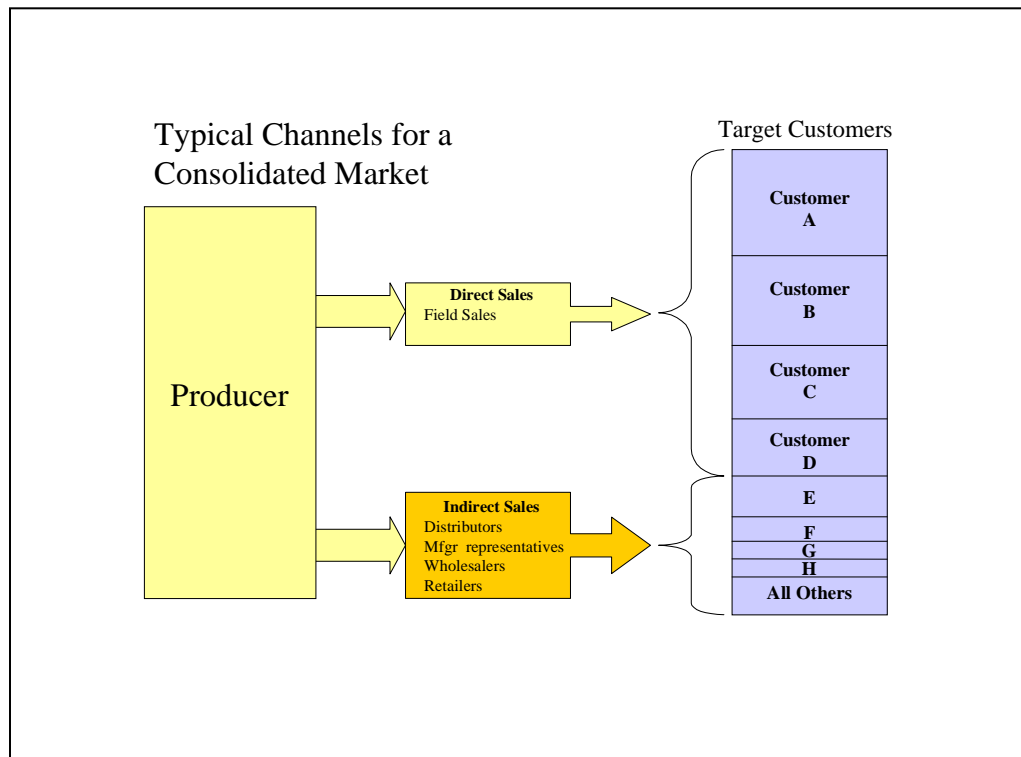 Typical Channels for a
Consolidated Market
Target Customers
Producer
Direct Sales
Field Sales
Indirect Sales
Distributors
Mfgr representatives
Wholesalers
Retailers
Customer
A
Customer
B
Customer
C
Customer
D
E
F
G
H
All Others